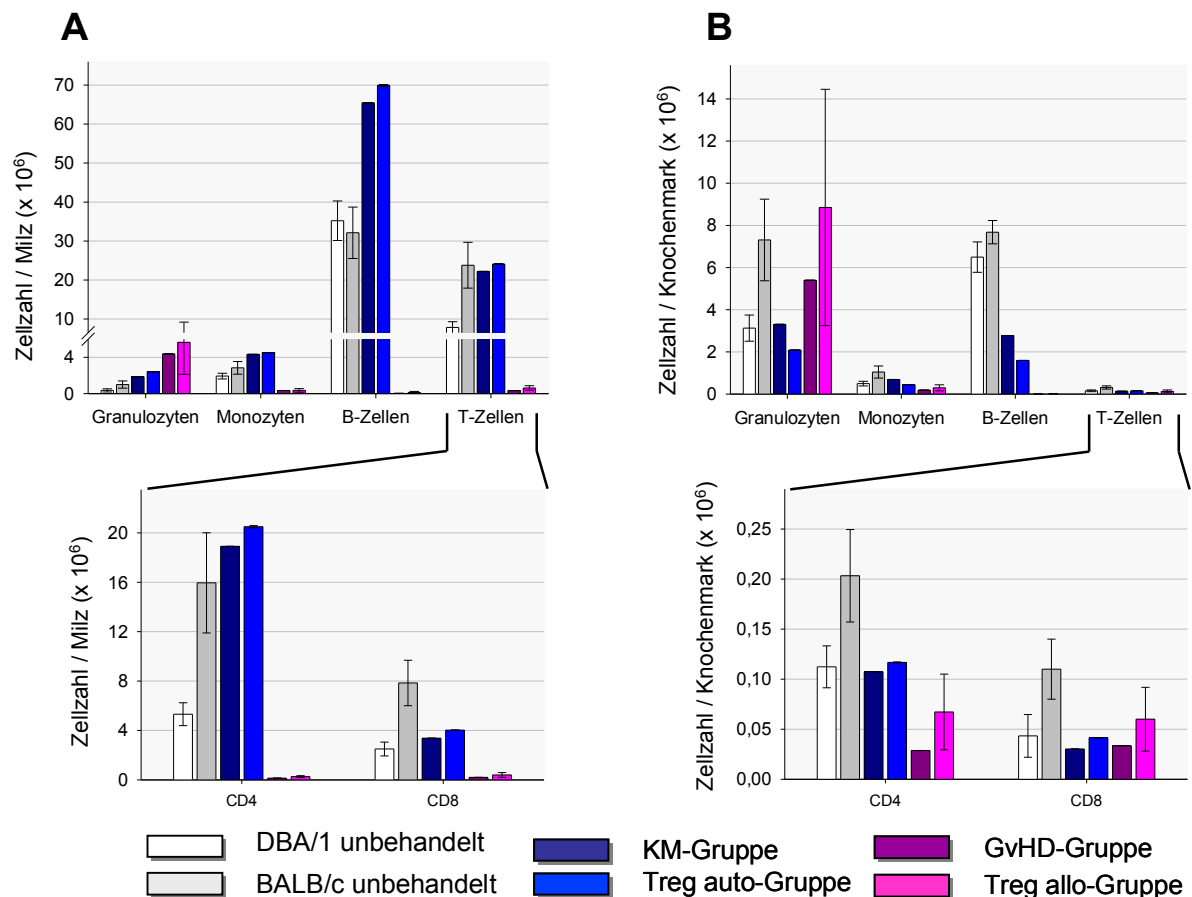 A
Zellzahl / Milz (x 10⁶)
70
60
50
40
30
20
10
4
0
Granulozyten Monozyten B-Zellen T-Zellen
Zellzahl / Milz (x 10⁶)
20
16
12
8
4
0
CD4 CD8
B
Zellzahl / Knochenmark (x 10⁶)
14
12
10
8
6
4
2
0
Granulozyten Monozyten B-Zellen T-Zellen
Zellzahl / Knochenmark (x 10⁶)
0,25
0,20
0,15
0,10
0,05
0,00
CD4 CD8
DBA/1 unbehandelt
BALB/c unbehandelt
KM-Gruppe
Treg auto-Gruppe
GvHD-Gruppe
Treg allo-Gruppe